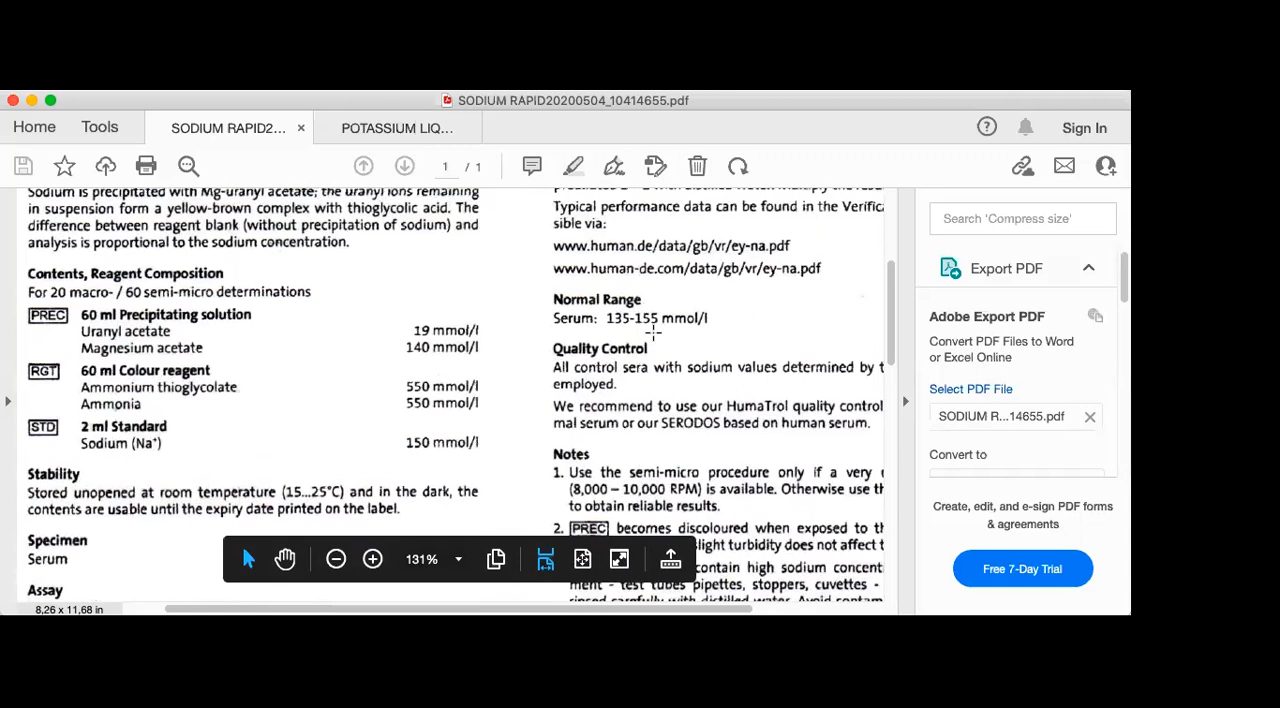 SODIUM RAPID20200504_10414655.pdf
Home Tools SODIUM RAPID2... × POTASSIUM LIQ... ? Sign In
1 / 1
Sodium is precipitated with Mg-uranyl acetate; the uranyl ions remaining
in suspension form a yellow-brown complex with thioglycolic acid. The
difference between reagent blank (without precipitation of sodium) and
analysis is proportional to the sodium concentration.
Contents, Reagent Composition
For 20 macro- / 60 semi-micro determinations
PREC 60 ml Precipitating solution
Uranyl acetate 19 mmol/l
Magnesium acetate 140 mmol/l
RGT 60 ml Colour reagent
Ammonium thioglycolate 550 mmol/l
Ammonia 550 mmol/l
STD 2 ml Standard
Sodium (Na⁺) 150 mmol/l
Stability
Stored unopened at room temperature (15...25°C) and in the dark, the
contents are usable until the expiry date printed on the label.
Specimen
Serum
Assay
8,26 x 11,68 in
Typical performance data can be found in the Verifica
sible via:
www.human.de/data/gb/vr/ey-na.pdf
www.human-de.com/data/gb/vr/ey-na.pdf
Normal Range
Serum: 135-155 mmol/l
Quality Control
All control sera with sodium values determined by t
employed.
We recommend to use our HumaTrol quality control
mal serum or our SERODOS based on human serum.
Notes
1. Use the semi-micro procedure only if a very
(8,000 – 10,000 RPM) is available. Otherwise use th
to obtain reliable results.
2. PREC becomes discoloured when exposed to th
slight turbidity does not affect t
contain high sodium concent
ment - test tubes pipettes, stoppers, cuvettes -
rinsed carefully with distilled water. Avoid contam
131%
Search 'Compress size'
Export PDF
Adobe Export PDF
Convert PDF Files to Word
or Excel Online
Select PDF File
SODIUM R...14655.pdf
Convert to
Create, edit, and e-sign PDF forms
& agreements
Free 7-Day Trial